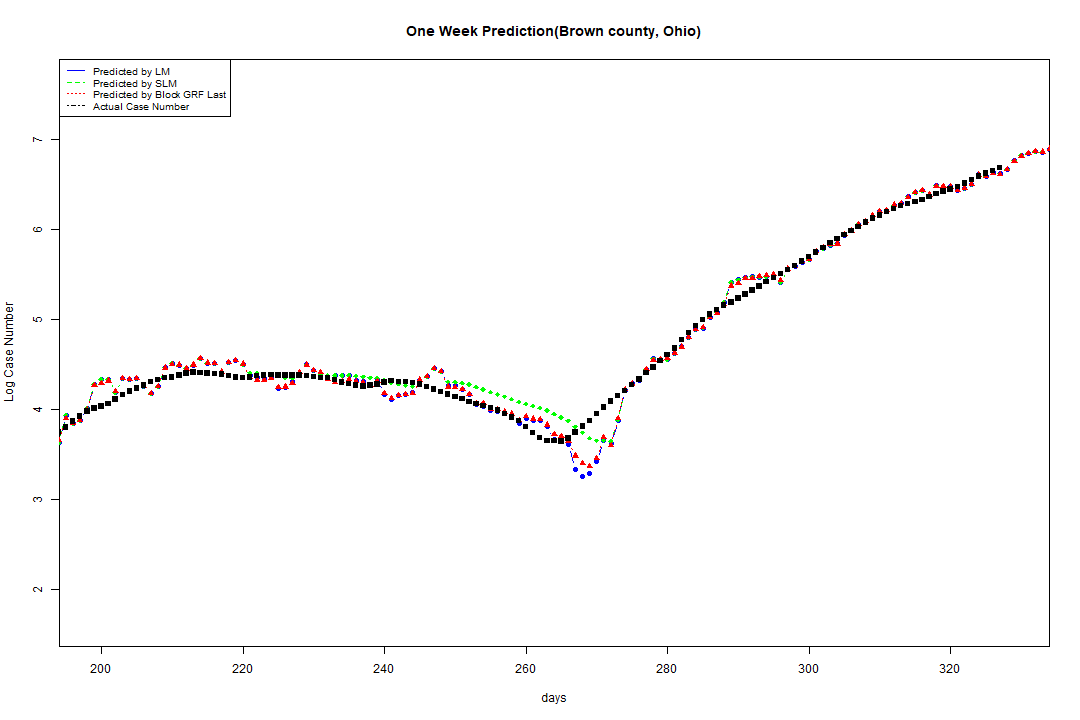 One Week Prediction(Brown county, Ohio)
Predicted by LM
Predicted by SLM
Predicted by Block GRF Last
Actual Case Number
7
6
5
4
3
2
Log Case Number
200 220 240 260 280 300 320
days